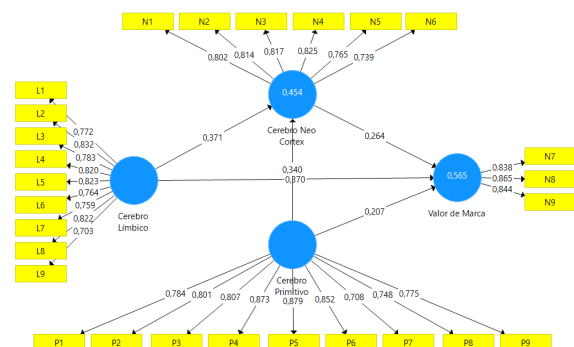 N1 N2 N3 N4 N5 N6
0,802 0,814 0,817 0,825 0,765 0,739
L1
L2
L3
L4
L5
L6
L7
L8
L9
0,772
0,832
0,783
0,820
0,823
0,764
0,759
0,822
0,703
0,454
Cerebro Neo
Cortex
0,371
0,264
0,340
0,370
0,207
Cerebro
Límbico
0,565
Valor de Marca
0,838
0,865
0,844
N7
N8
N9
Cerebro
Primitivo
0,784 0,801 0,807 0,873 0,879 0,852 0,708 0,748 0,775
P1 P2 P3 P4 P5 P6 P7 P8 P9